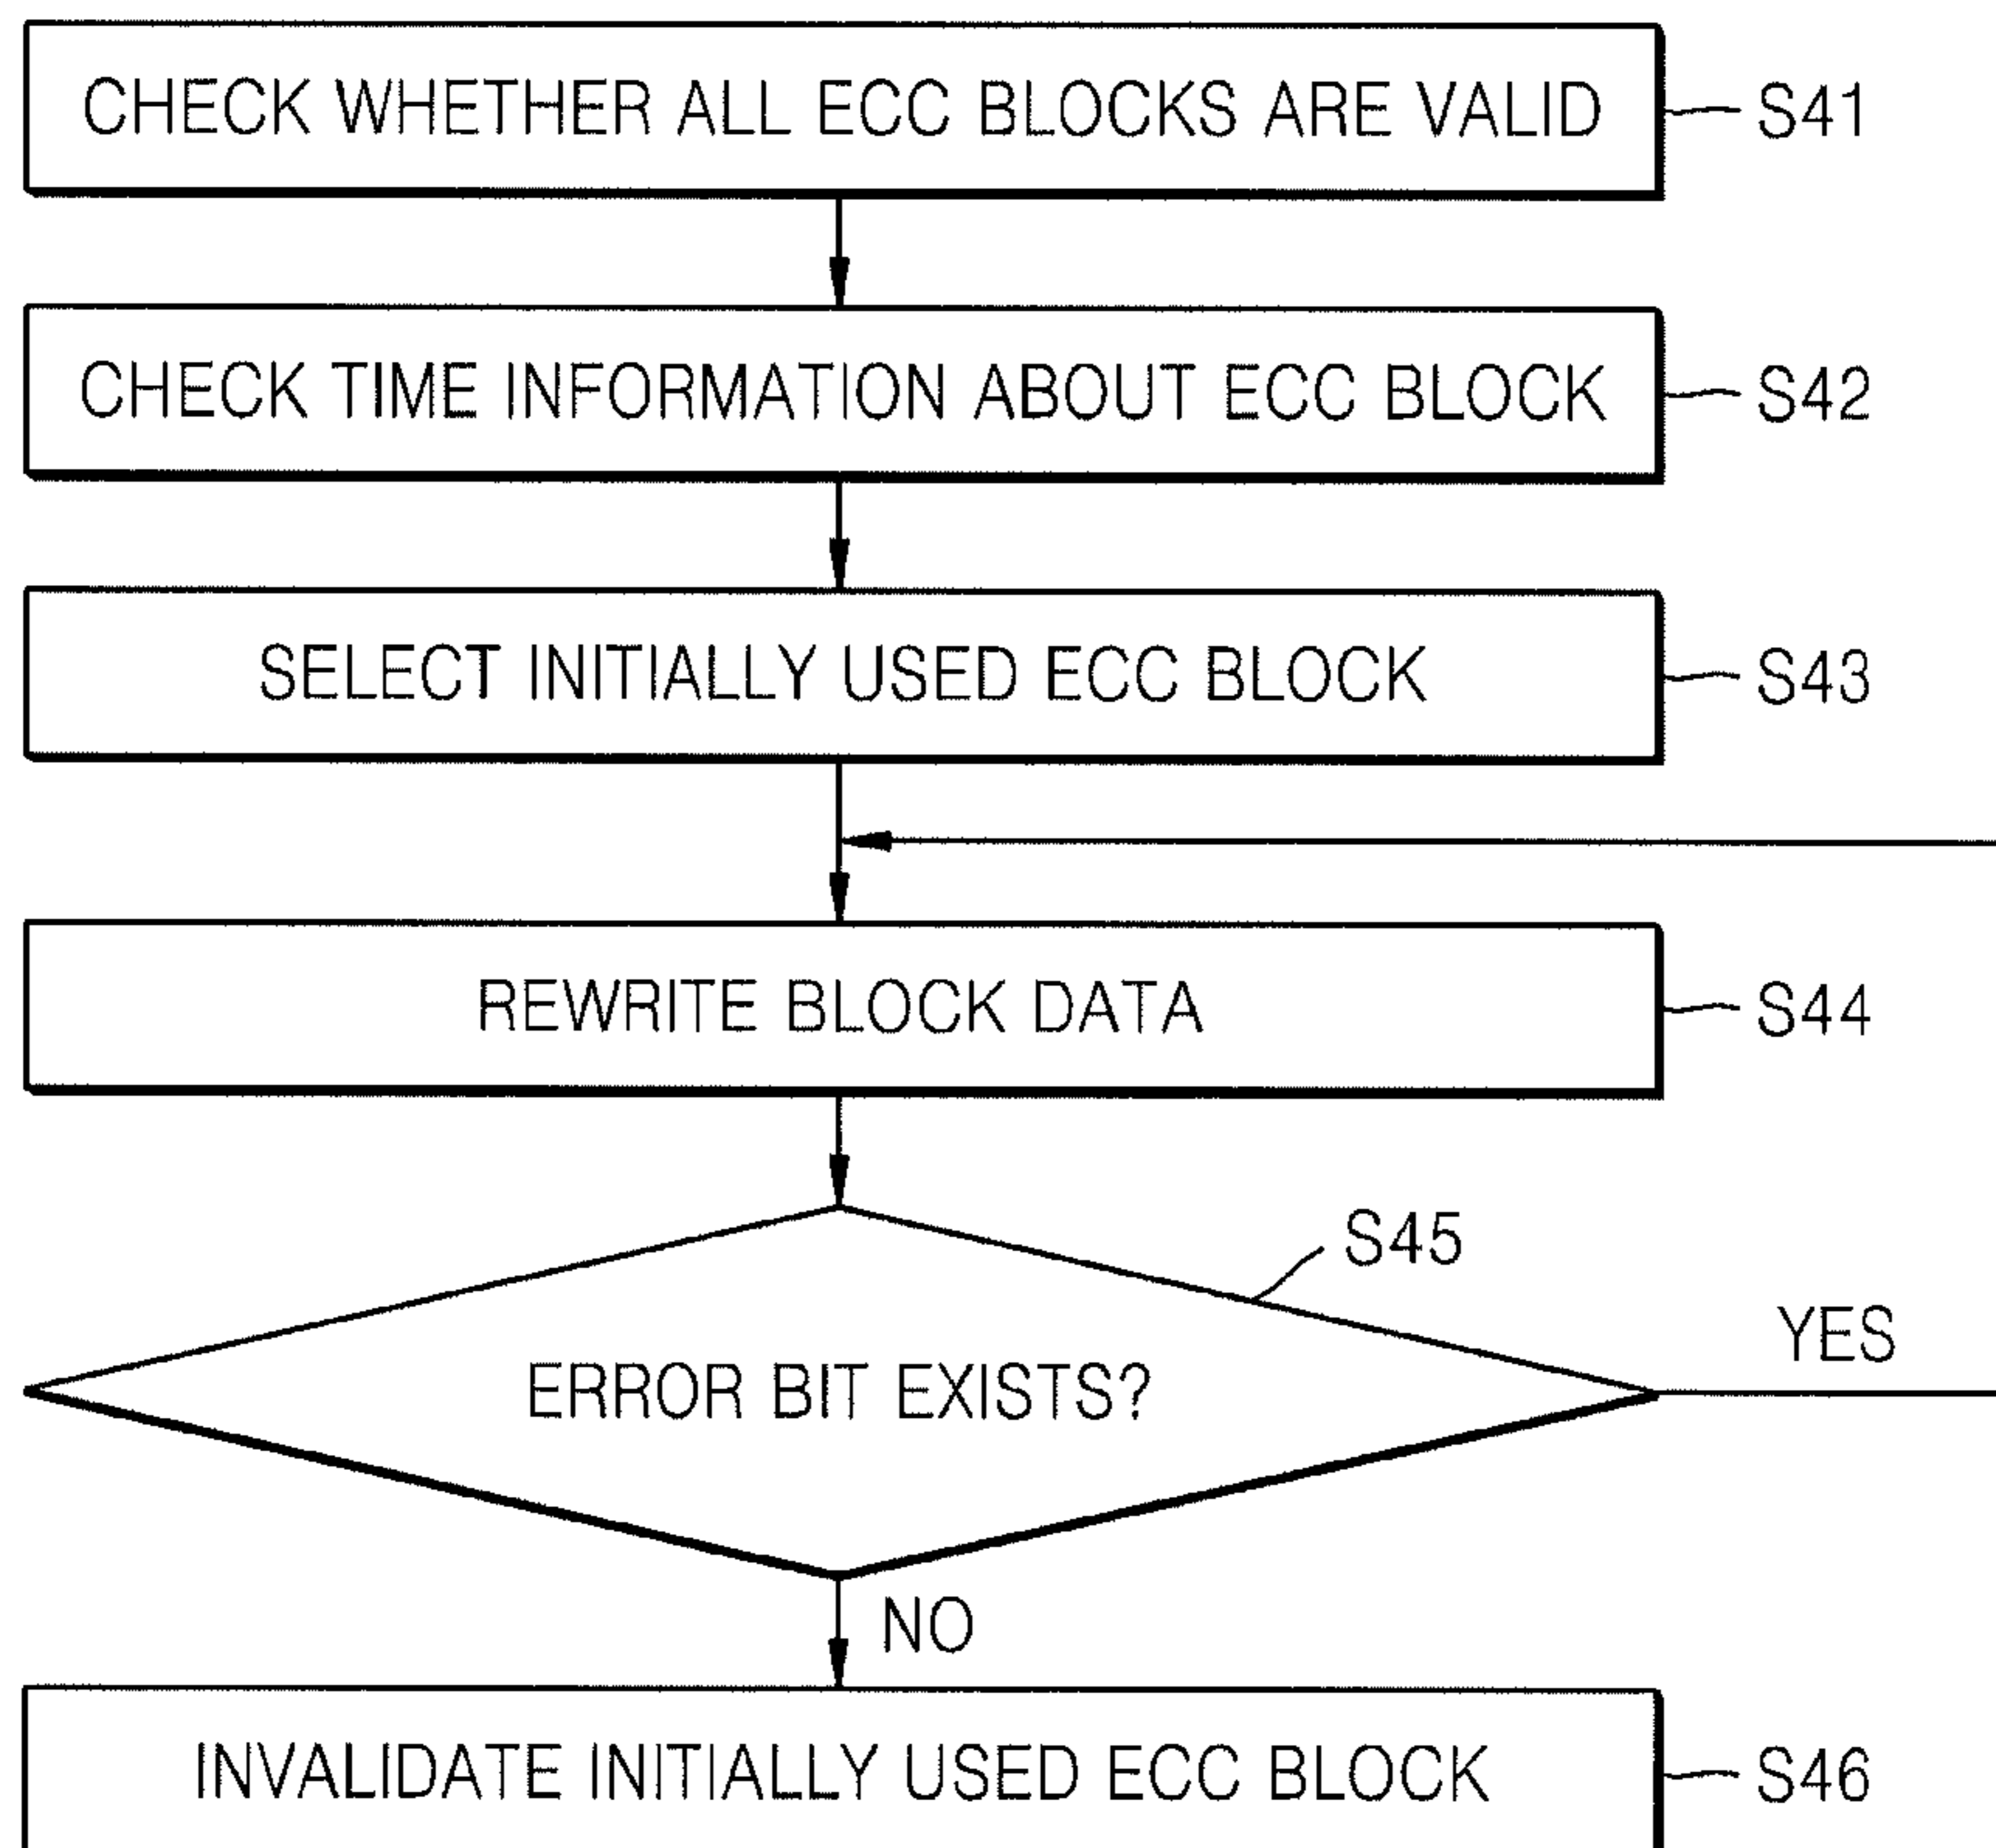 CHECK WHETHER ALL ECC BLOCKS ARE VALID
S41
CHECK TIME INFORMATION ABOUT ECC BLOCK
S42
SELECT INITIALLY USED ECC BLOCK
S43
REWRITE BLOCK DATA
S44
S45
ERROR BIT EXISTS?
YES
NO
INVALIDATE INITIALLY USED ECC BLOCK
S46